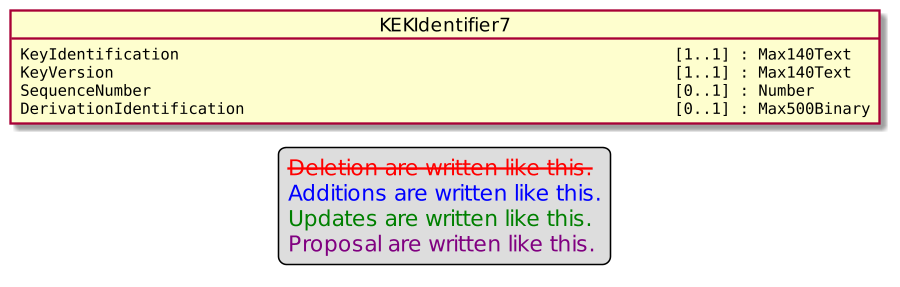 KEKIdentifier7
KeyIdentification [1..1] : Max140Text
KeyVersion [1..1] : Max140Text
SequenceNumber [0..1] : Number
DerivationIdentification [0..1] : Max500Binary
Deletion are written like this.
Additions are written like this.
Updates are written like this.
Proposal are written like this.